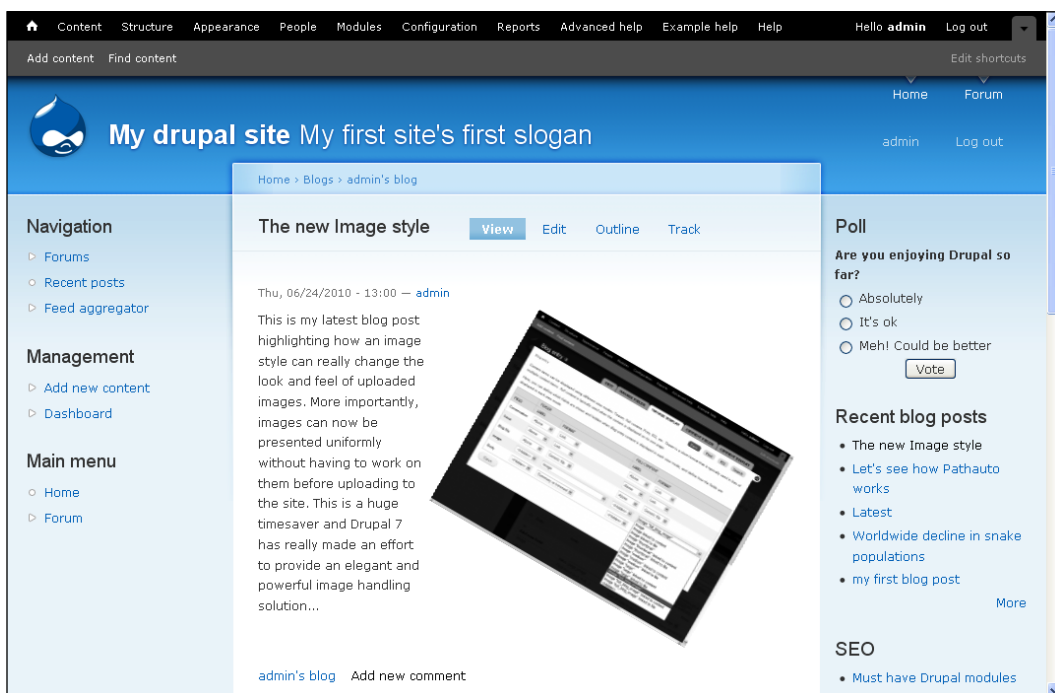 Content Structure Appearance People Modules Configuration Reports Advanced help Example help Help Hello admin Log out
Add content Find content Edit shortcuts
Home Forum
My drupal site My first site's first slogan
admin Log out
Home › Blogs › admin's blog
Navigation
Forums
Recent posts
Feed aggregator
Management
Add new content
Dashboard
Main menu
Home
Forum
The new Image style View Edit Outline Track
Thu, 06/24/2010 - 13:00 — admin
This is my latest blog post
highlighting how an image
style can really change the
look and feel of uploaded
images. More importantly,
images can now be
presented uniformly
without having to work on
them before uploading to
the site. This is a huge
timesaver and Drupal 7
has really made an effort
to provide an elegant and
powerful image handling
solution...
admin's blog Add new comment
Poll
Are you enjoying Drupal so
far?
Absolutely
It's ok
Meh! Could be better
Vote
Recent blog posts
The new Image style
Let's see how Pathauto
works
Latest
Worldwide decline in snake
populations
my first blog post
More
SEO
Must have Drupal modules